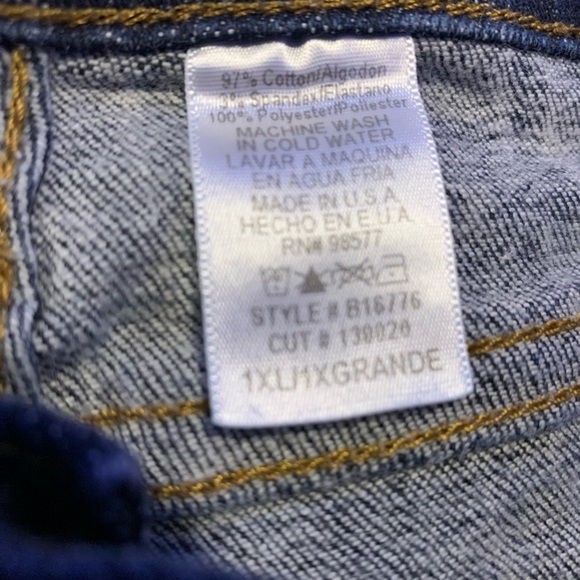 97% Cotton/Algodon
3% Spandex/Elastano
100% Polyester/Poliester
MACHINE WASH
IN COLD WATER
LAVAR A MAQUINA
EN AGUA FRIA
MADE IN U.S.A.
HECHO EN E.U.A.
RN# 98577
STYLE # B16776
CUT # 130020
1XL/1XGRANDE